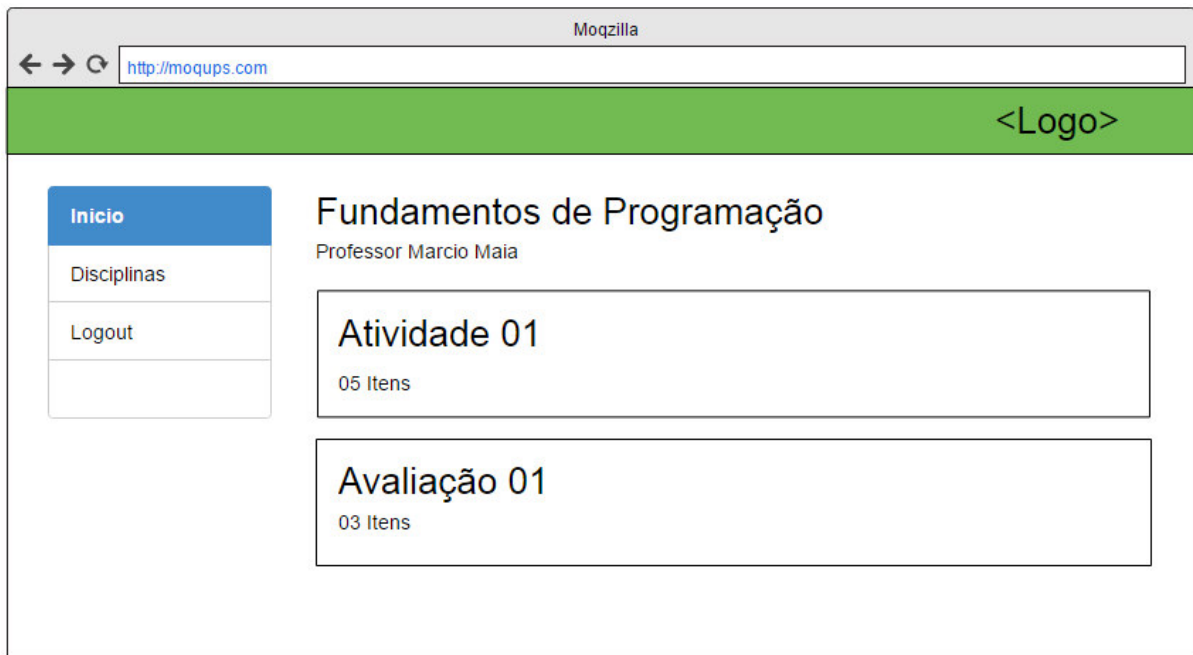 Moqzilla
http://moqups.com
<Logo>
Inicio
Disciplinas
Logout
Fundamentos de Programação
Professor Marcio Maia
Atividade 01
05 Itens
Avaliação 01
03 Itens